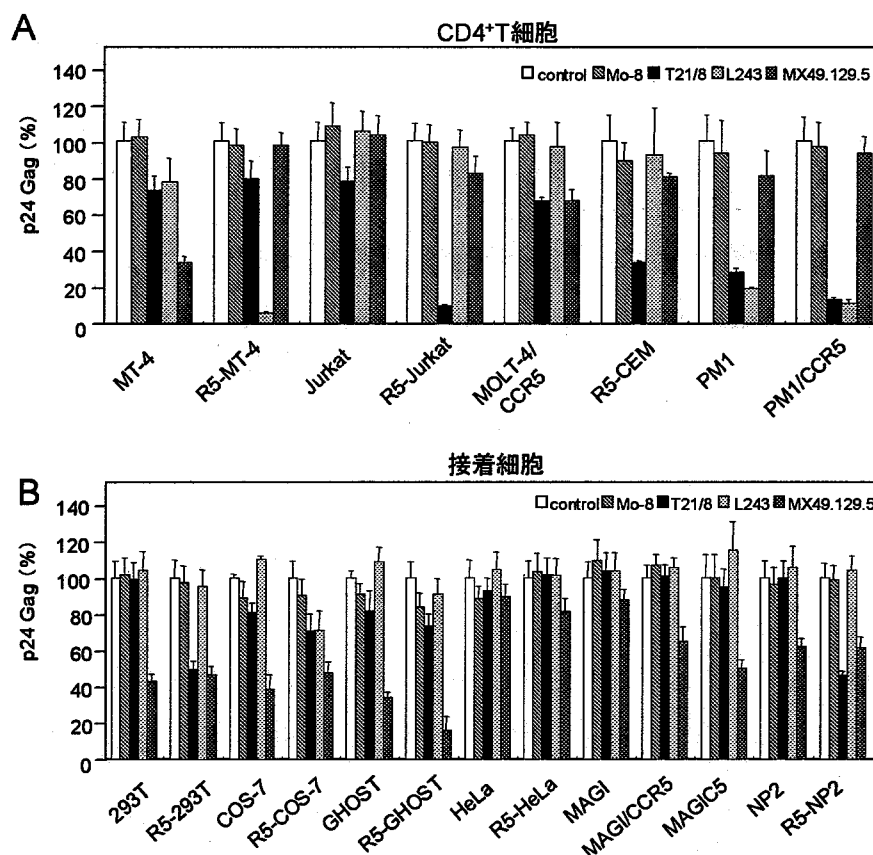 A
CD4⁺T細胞
□control ▧Mo-8 ■T21/8 ▨L243 ▩MX49.129.5
p24 Gag (%)
140
120
100
80
60
40
20
0
MT-4
R5-MT-4
Jurkat
R5-Jurkat
MOLT-4/
CCR5
R5-CEM
PM1
PM1/CCR5
接着細胞
B
□control ▧Mo-8 ■T21/8 ▨L243 ▩MX49.129.5
p24 Gag (%)
140
120
100
80
60
40
20
0
293T
R5-293T
COS-7
R5-COS-7
GHOST
R5-GHOST
HeLa
R5-HeLa
MAGI
MAGI/CCR5
MAGIC5
NP2
R5-NP2